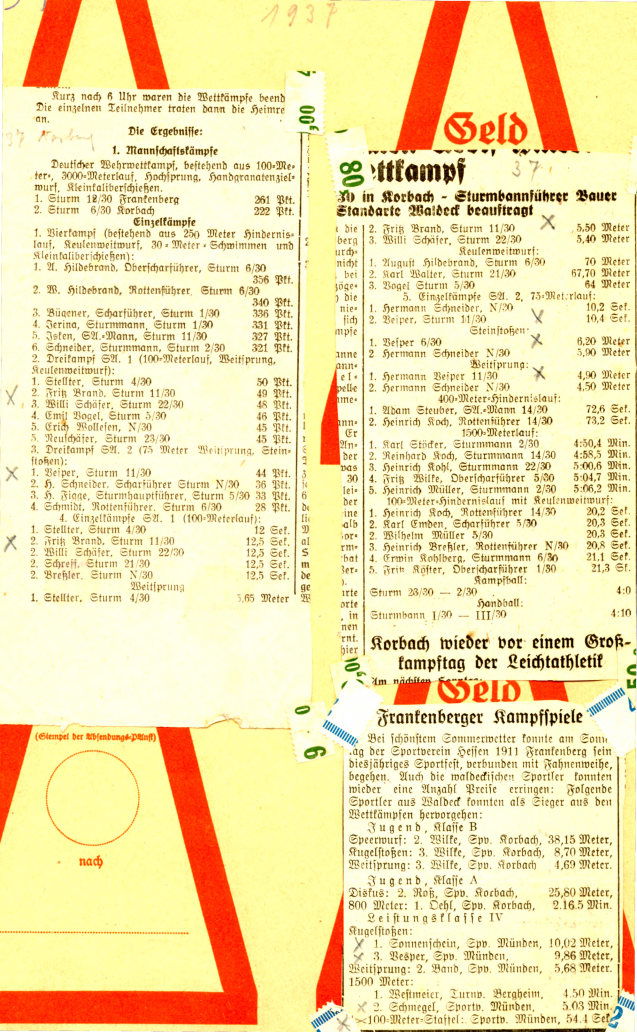 1937
Kurz nach 6 Uhr waren die Wettkämpfe beend
Die einzelnen Teilnehmer traten dann die Heimre
an.
Die Ergebnisse:
1. Mannschaftskämpfe
Deutscher Wehrwettkampf, bestehend aus 100-Me-
ter-, 3000-Meterlauf, Hochsprung, Handgranatenziel-
wurf, Kleinkaliberschießen.
1. Sturm 12/30 Frankenberg 261 Pkt.
2. Sturm 6/30 Korbach 222 Pkt.
Einzelkämpfe
1. Vierkampf (bestehend aus 250 Meter Hindernis-
lauf, Keulenweitwurf, 30-Meter-Schwimmen und
Kleinkaliberschießen):
1. A. Hildebrand, Oberscharführer, Sturm 6/30
356 Pkt.
2. W. Hildebrand, Rottenführer, Sturm 6/30
340 Pkt.
3. Bügener, Scharführer, Sturm 1/30 336 Pkt.
4. Jerina, Sturmmann, Sturm 1/30 331 Pkt.
5. Isken, SA.-Mann, Sturm 11/30 327 Pkt.
6. Schneider, Sturmmann, Sturm 2/30 321 Pkt.
2. Dreikampf SA. 1 (100-Meterlauf, Weitsprung,
Keulenweitwurf):
1. Stellter, Sturm 4/30 50 Pkt.
2. Fritz Brand, Sturm 11/30 49 Pkt.
3. Willi Schäfer, Sturm 22/30 48 Pkt.
4. Emil Vogel, Sturm 5/30 46 Pkt.
5. Erich Wollesen, N/30 45 Pkt.
5. Neuschäfer, Sturm 23/30 45 Pkt.
3. Dreikampf SA. 2 (75 Meter Weitsprung, Stein-
stoßen):
1. Vesper, Sturm 11/30 44 Pkt.
2. H. Schneider, Scharführer Sturm N/30 36 Pkt.
3. H. Fiage, Sturmhauptführer, Sturm 5/30 33 Pkt.
4. Schmidt, Rottenführer, Sturm 6/30 28 Pkt.
4. Einzelkämpfe SA. 1 (100-Meterlauf):
1. Stellter, Sturm 4/30 12 Sek.
2. Fritz Brand, Sturm 11/30 12,5 Sek.
2. Willi Schäfer, Sturm 22/30 12,5 Sek.
2. Schreff, Sturm 21/30 12,5 Sek.
2. Breßler, Sturm N/30 12,5 Sek.
Weitsprung
1. Stellter, Sturm 4/30 5,65 Meter
Geld
ettkampf
37
30 in Korbach - Sturmbannführer Bauer
Standarte Waldeck beauftragt
2. Fritz Brand, Sturm 11/30 5,50 Meter
3. Willi Schäfer, Sturm 22/30 5,40 Meter
Keulenweitwurf:
1. August Hildebrand, Sturm 6/30 70 Meter
2. Karl Walter, Sturm 21/30 67,70 Meter
3. Vogel Sturm 5/30 64 Meter
5. Einzelkämpfe SA. 2, 75-Meterlauf:
1. Hermann Schneider, N/30 10,2 Sek.
2. Vesper, Sturm 11/30 10,4 Sek.
Steinstoßen:
1. Vesper 6/30 6,20 Meter
2 Hermann Schneider N/30 5,90 Meter
Weitsprung:
1. Hermann Vesper 11/30 4,90 Meter
2. Hermann Schneider N/30 4,50 Meter
400-Meter-Hindernislauf:
1. Adam Steuber, SA.-Mann 14/30 72,6 Sek.
2. Heinrich Koch, Rottenführer 14/30 73,2 Sek.
1500-Meterlauf:
1. Karl Stöcker, Sturmmann 2/30 4:50,4 Min.
2. Reinhard Koch, Sturmmann 14/30 4:58,5 Min.
3. Heinrich Kohl, Sturmmann 22/30 5:00,6 Min.
4. Fritz Wilke, Oberscharführer 5/30 5:04,7 Min.
5. Heinrich Müller, Sturmmann 2/30 5:06,2 Min.
100-Meter-Hindernislauf mit Keulenweitwurf:
1. Heinrich Koch, Rottenführer 14/30 20,2 Sek.
2. Karl Emden, Scharführer 5/30 20,3 Sek.
2. Wilhelm Müller 5/30 20,3 Sek.
3. Heinrich Breßler, Rottenführer N/30 20,8 Sek.
4. Erwin Kohlberg, Sturmmann 6/30 21,1 Sek.
5. Fritz Köster, Oberscharführer 1/30 21,3 Sk.
Kampfball:
Sturm 23/30 — 2/30 4:0
Handball:
Sturmbann I/30 — III/30 4:10
Korbach wieder vor einem Groß-
kampftag der Leichtathletik
Am nächsten Sonntag
Geld
Frankenberger Kampfspiele
Bei schönstem Sommerwetter konnte am Sonn
tag der Sportverein Hessen 1911 Frankenberg sein
diesjähriges Sportfest, verbunden mit Fahnenweihe,
begehen. Auch die waldeckischen Sportler konnten
wieder eine Anzahl Preise erringen: Folgende
Sportler aus Waldeck konnten als Sieger aus den
Wettkämpfen hervorgehen:
Jugend, Klasse B
Speerwurf: 2. Wilke, Spv. Korbach, 38,15 Meter,
Kugelstoßen: 3. Wilke, Spv. Korbach, 8,70 Meter,
Weitsprung: 3. Wilke, Spv. Korbach 4,69 Meter.
Jugend, Klasse A
Diskus: 2. Roß, Spv. Korbach, 25,80 Meter,
800 Meter: 1. Oehl, Spv. Korbach, 2.16.5 Min.
Leistungsklasse IV
Kugelstoßen:
1. Sonnenschein, Spv. Münden, 10,02 Meter,
3. Vesper, Spv. Münden, 9,86 Meter,
Weitsprung: 2. Band, Spv. Münden, 5,68 Meter.
1500 Meter:
1. Westmeier, Turnv. Bergheim, 4.50 Min.
2. Schmegel, Sportv. Münden, 5.03 Min.
100-Meter-Staffel: Sportv. Münden, 54.4 Sek
(Stempel der Absendungs-PAnst)
nach